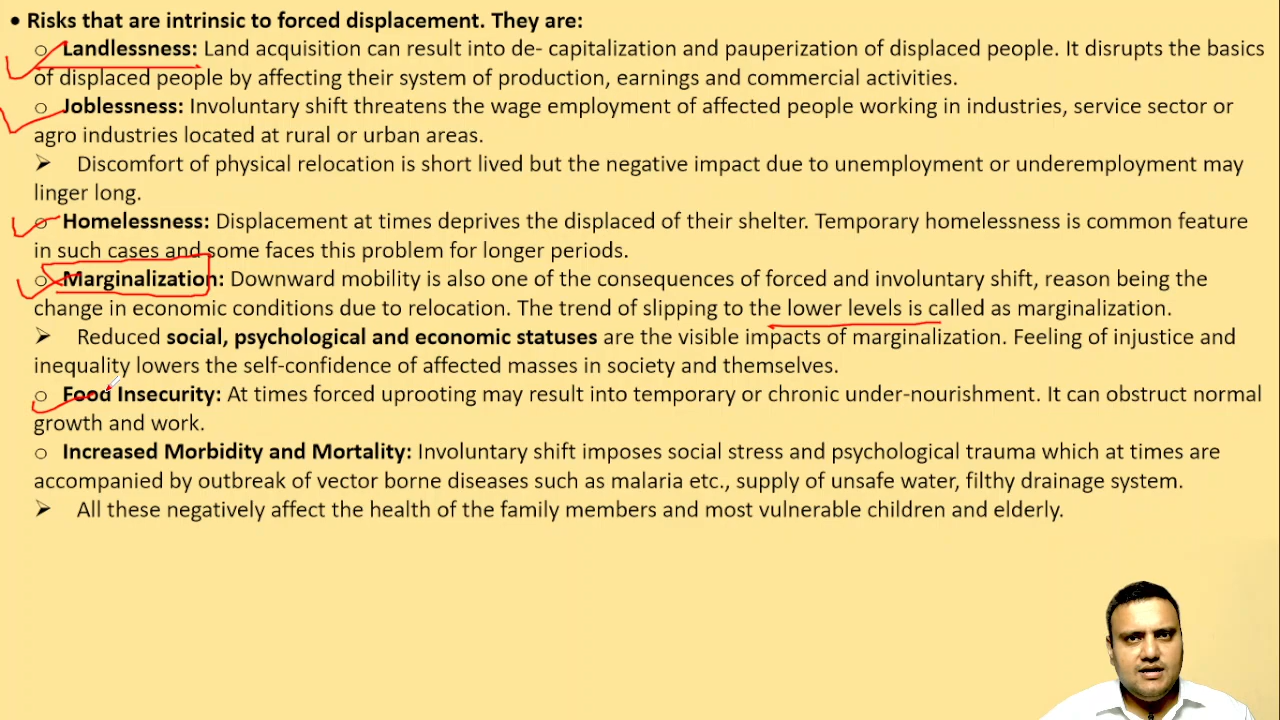 • Risks that are intrinsic to forced displacement. They are:
○ Landlessness: Land acquisition can result into de- capitalization and pauperization of displaced people. It disrupts the basics
of displaced people by affecting their system of production, earnings and commercial activities.
○ Joblessness: Involuntary shift threatens the wage employment of affected people working in industries, service sector or
agro industries located at rural or urban areas.
➢ Discomfort of physical relocation is short lived but the negative impact due to unemployment or underemployment may
linger long.
○ Homelessness: Displacement at times deprives the displaced of their shelter. Temporary homelessness is common feature
in such cases and some faces this problem for longer periods.
○ Marginalization: Downward mobility is also one of the consequences of forced and involuntary shift, reason being the
change in economic conditions due to relocation. The trend of slipping to the lower levels is called as marginalization.
➢ Reduced social, psychological and economic statuses are the visible impacts of marginalization. Feeling of injustice and
inequality lowers the self-confidence of affected masses in society and themselves.
○ Food Insecurity: At times forced uprooting may result into temporary or chronic under-nourishment. It can obstruct normal
growth and work.
○ Increased Morbidity and Mortality: Involuntary shift imposes social stress and psychological trauma which at times are
accompanied by outbreak of vector borne diseases such as malaria etc., supply of unsafe water, filthy drainage system.
➢ All these negatively affect the health of the family members and most vulnerable children and elderly.